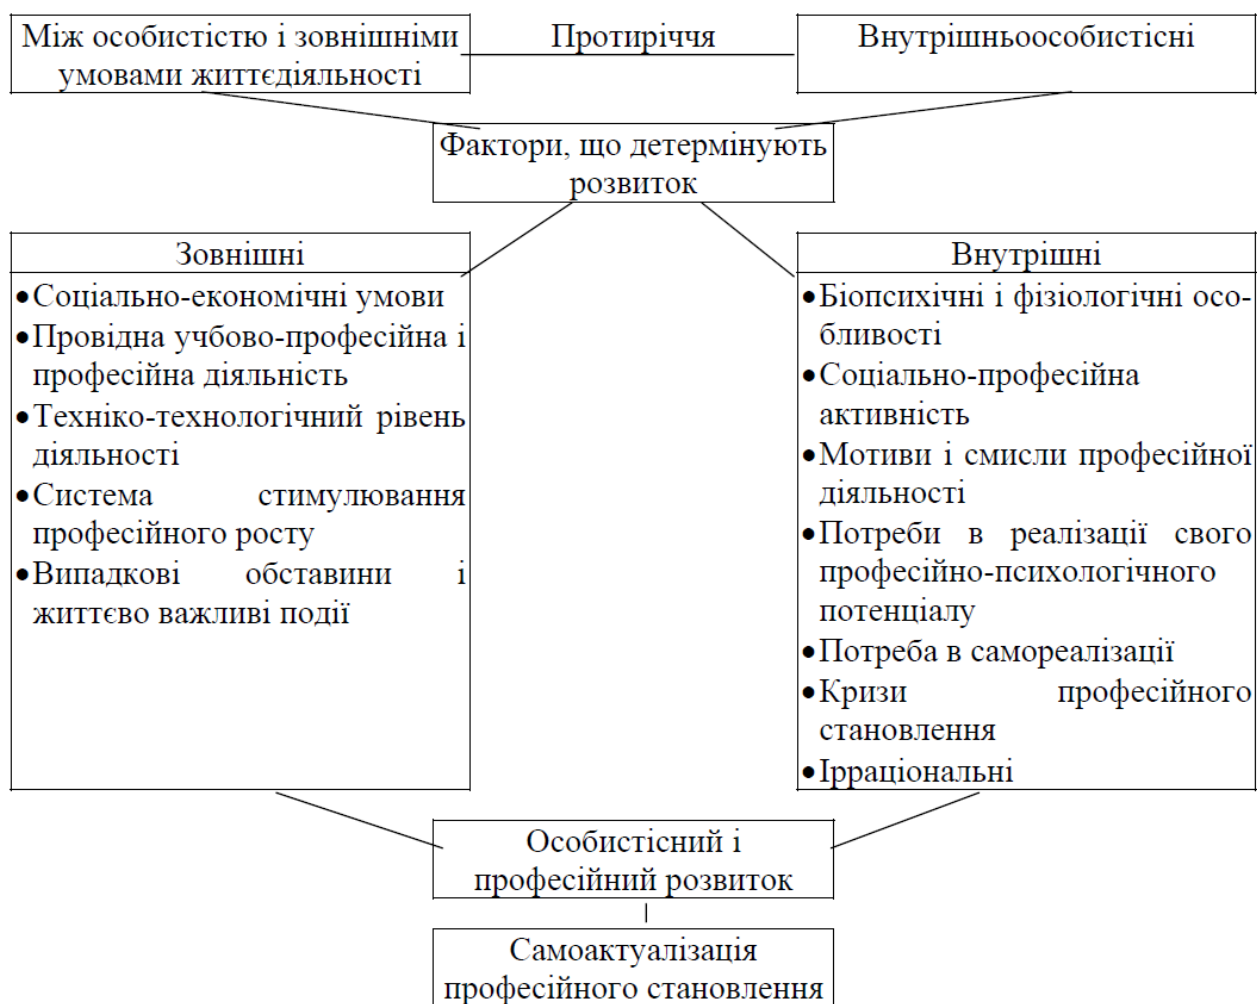 Між особистістю і зовнішніми
умовами життєдіяльності
Протиріччя
Внутрішньоособистісні
Фактори, що детермінують
розвиток
Зовнішні
•Соціально-економічні умови
•Провідна учбово-професійна і
професійна діяльність
•Техніко-технологічний рівень
діяльності
•Система стимулювання
професійного росту
•Випадкові обставини і
життєво важливі події
Внутрішні
•Біопсихічні і фізіологічні осо-
бливості
•Соціально-професійна
активність
•Мотиви і смисли професійної
діяльності
•Потреби в реалізації свого
професійно-психологічного
потенціалу
•Потреба в самореалізації
•Кризи професійного
становлення
•Ірраціональні
Особистісний і
професійний розвиток
Самоактуалізація
професійного становлення